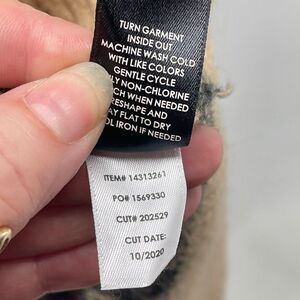 TURN GARMENT
INSIDE OUT
MACHINE WASH COLD
WITH LIKE COLORS
GENTLE CYCLE
NON-CHLORINE
WHEN NEEDED
RESHAPE AND
FLAT TO DRY
IRON IF NEEDED
ITEM# 14313261
PO# 1569330
CUT# 202529
CUT DATE:
10/2020